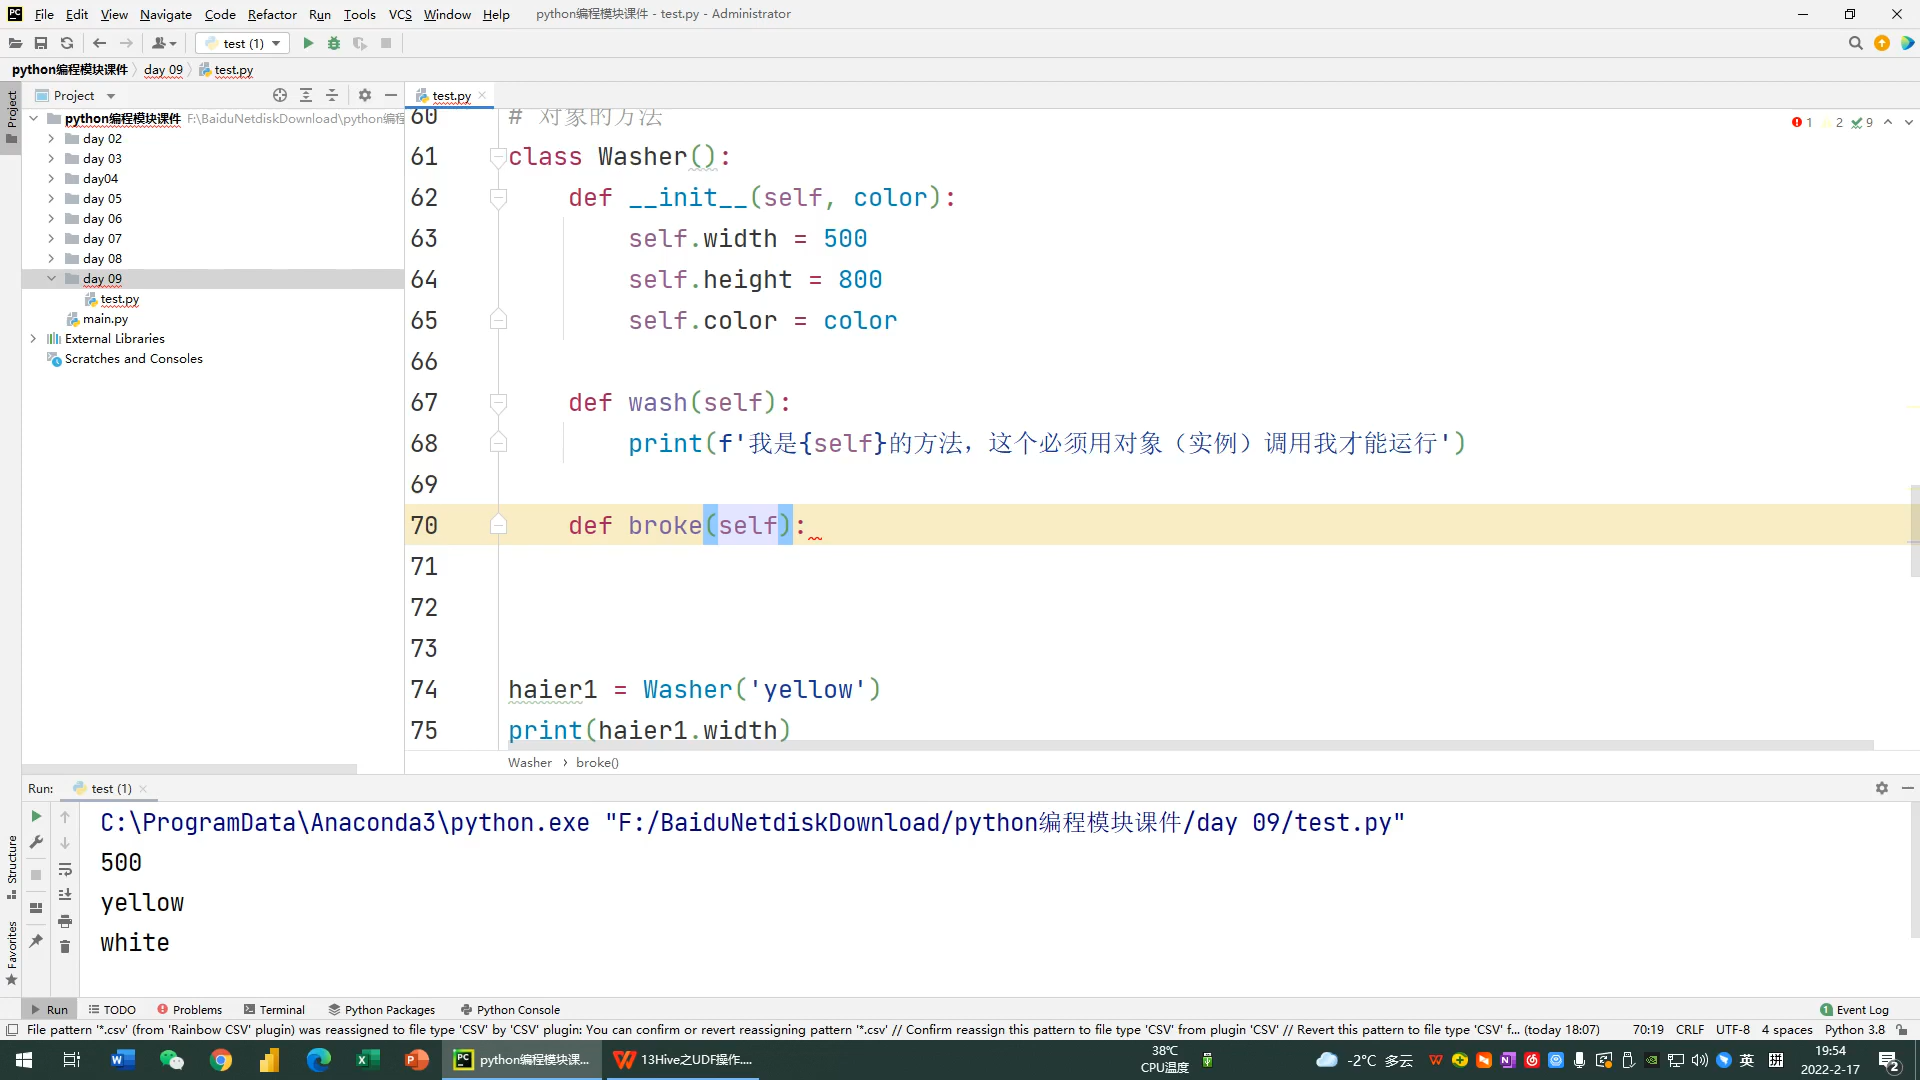 File Edit View Navigate Code Refactor Run Tools VCS Window Help python编程模块课件 - test.py - Administrator
test (1)
python编程模块课件 day 09 test.py
Project
test.py
Project
python编程模块课件 F:\BaiduNetdiskDownload\python编程
day 02
day 03
day04
day 05
day 06
day 07
day 08
day 09
test.py
main.py
External Libraries
Scratches and Consoles
1 2 9
60 # 对象的方法
61 class Washer():
62 def __init__(self, color):
63 self.width = 500
64 self.height = 800
65 self.color = color
66
67 def wash(self):
68 print(f'我是{self}的方法，这个必须用对象（实例）调用我才能运行')
69
70 def broke(self):
71
72
73
74 haier1 = Washer('yellow')
75 print(haier1.width)
Washer › broke()
Run: test (1)
C:\ProgramData\Anaconda3\python.exe "F:/BaiduNetdiskDownload/python编程模块课件/day 09/test.py"
500
yellow
white
Structure
Favorites
Run TODO Problems Terminal Python Packages Python Console 1 Event Log
File pattern '*.csv' (from 'Rainbow CSV' plugin) was reassigned to file type 'CSV' by 'CSV' plugin: You can confirm or revert reassigning pattern '*.csv' // Confirm reassign this pattern to file type 'CSV' from plugin 'CSV' // Revert this pattern to file type 'CSV' f... (today 18:07) 70:19 CRLF UTF-8 4 spaces Python 3.8
python编程模块课... 13Hive之UDF操作....
38℃
CPU温度
-2°C 多云
英
拼
19:54
2022-2-17
2